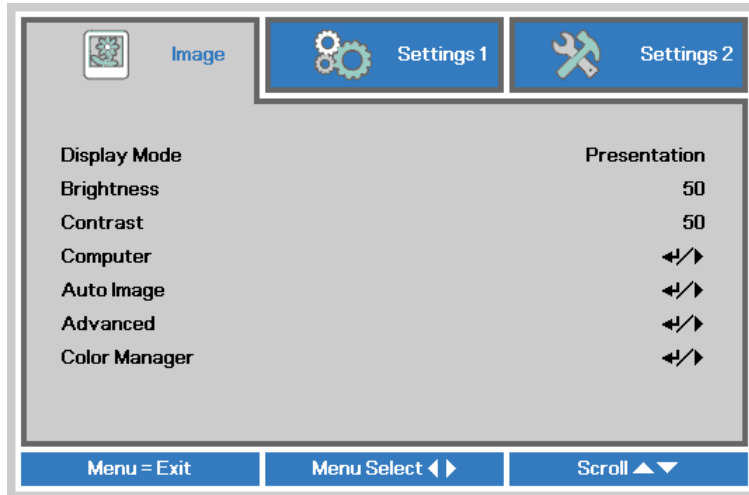 Image
Settings 1
Settings 2
Display Mode Presentation
Brightness 50
Contrast 50
Computer ↵/▶
Auto Image ↵/▶
Advanced ↵/▶
Color Manager ↵/▶
Menu = Exit
Menu Select ◀ ▶
Scroll ▲▼